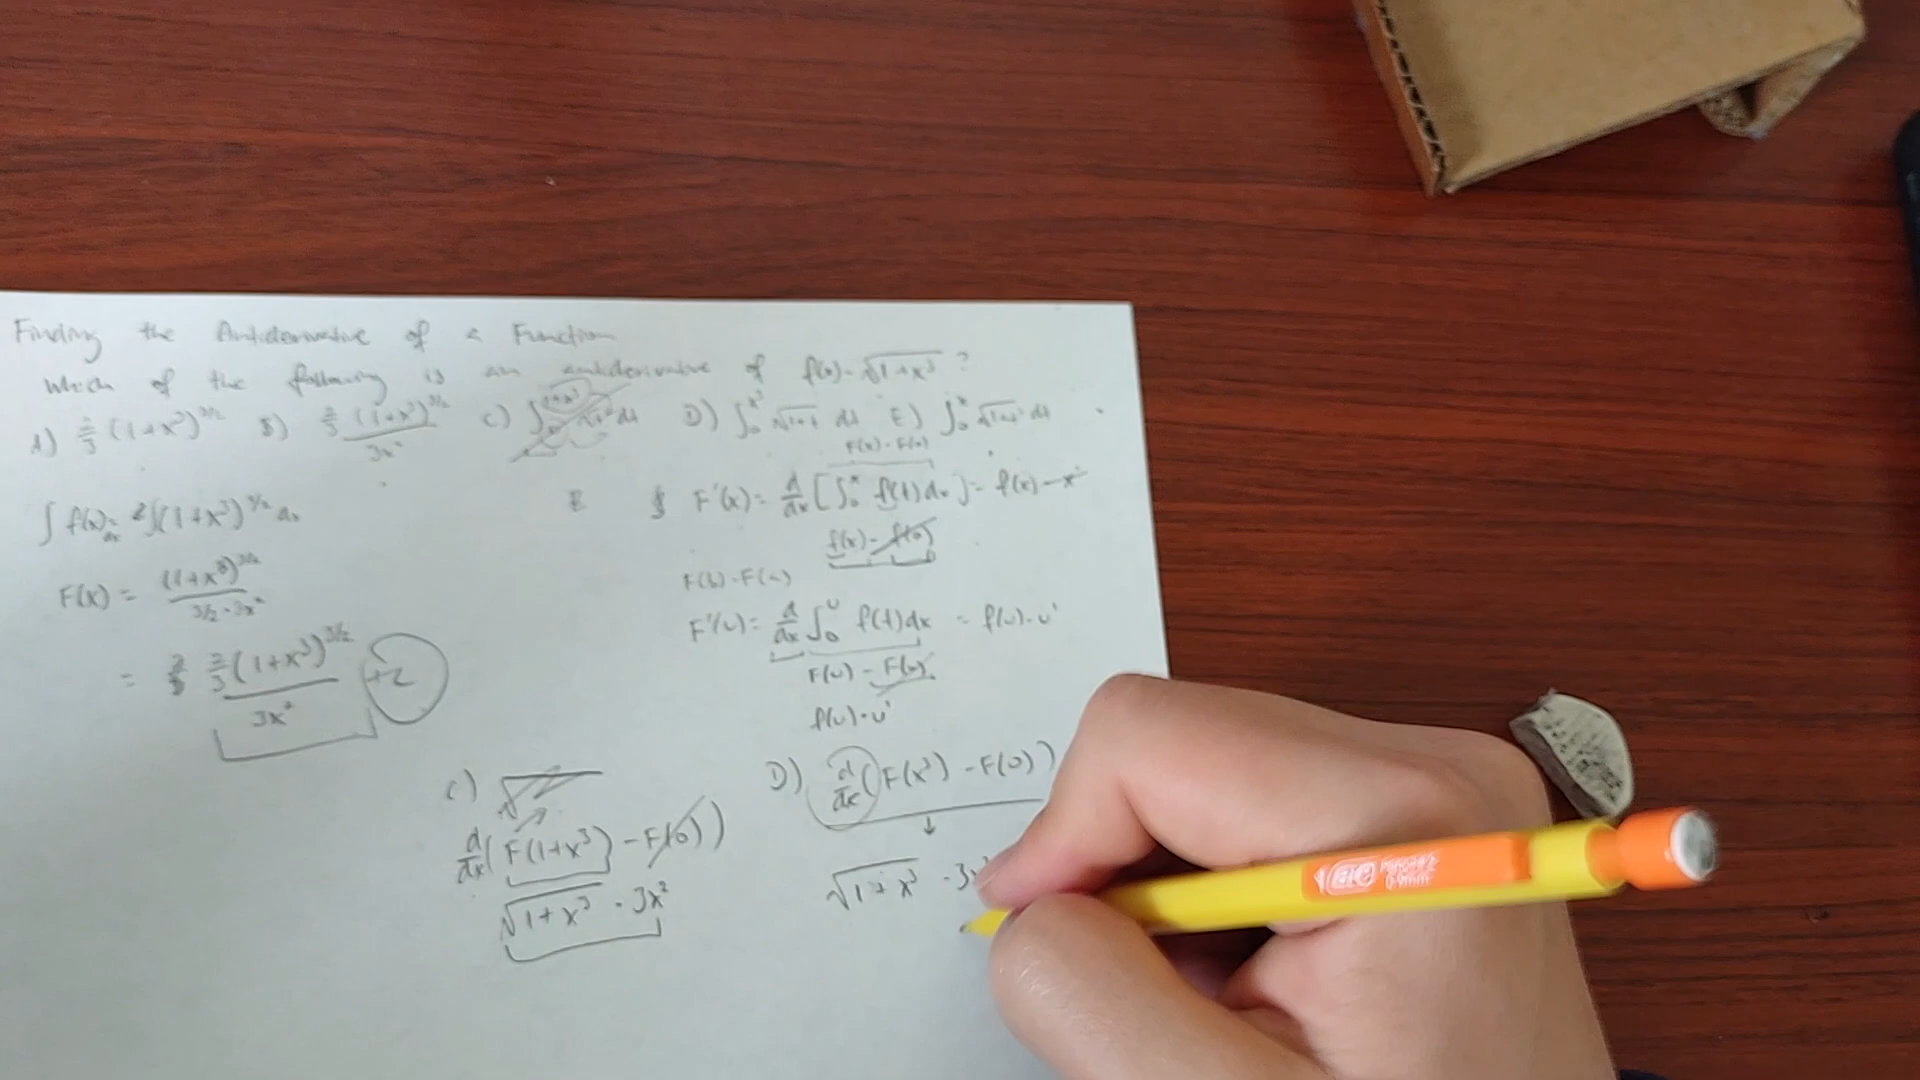 Finding the Antiderivative of a Function
Which of the following is an antiderivative of f(x) = √(1+x³) ?
A) 2/3 (1+x³)^(3/2) B) 2/3 (1+x³)^(3/2) / 3x² C) ∫ D) ∫₀^(x³) √(1+t) dt E) ∫₀^x √(1+t³) dt
F(x) - F(0)
∫ f(x) dx = ∫(1+x³)^(1/2) dx
E F'(x) = d/dx [∫₀^x f(t) dx] = f(x)
f(x) - f(0)
F(x) = (1+x³)^(3/2) / 3/2 · 3x²
F(b) - F(a)
F'(u) = d/dx ∫₀^u f(t) dx = f(u) · u'
= 2/3 (1+x³)^(3/2) / 3x²
F(u) - F(0)
f(u) · u'
C)
d/dx (F(1+x³) - F(0))
√(1+x³) · 3x²
D) d/dx (F(x³) - F(0))
↓
√(1+x³) · 3x
BIC
0.9mm